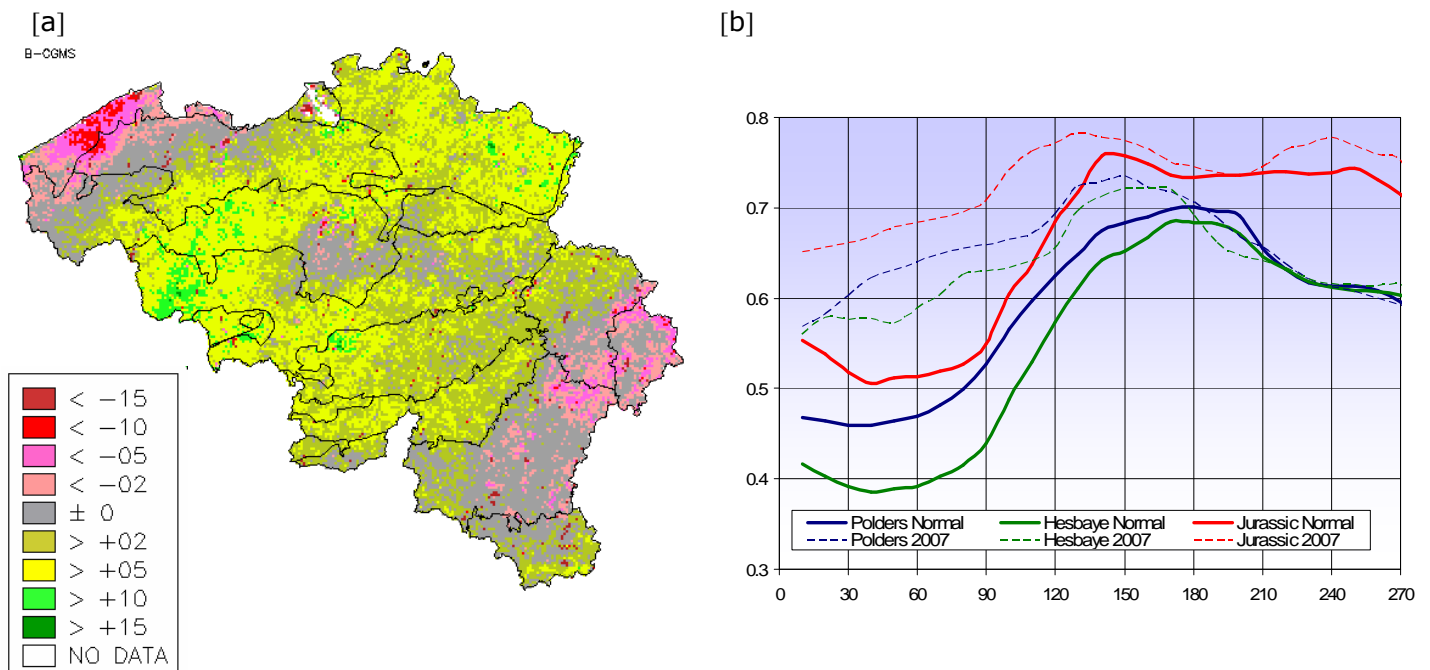 [a]
B-CGMS
< -15
< -10
< -05
< -02
± 0
> +02
> +05
> +10
> +15
NO DATA
[b]
0.8
0.7
0.6
0.5
0.4
0.3
Polders Normal Hesbaye Normal Jurassic Normal
Polders 2007 Hesbaye 2007 Jurassic 2007
0 30 60 90 120 150 180 210 240 270